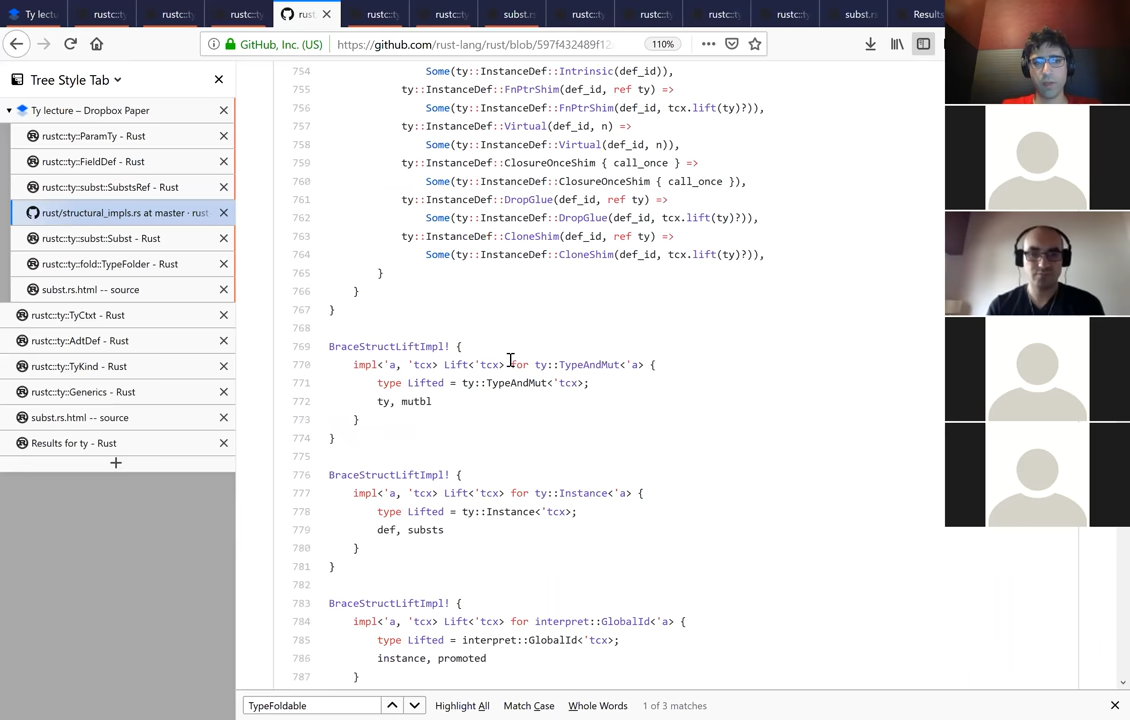 Ty lectu
rustc::ty
rustc::ty
rustc::ty
rust
rustc::ty
rustc::ty
subst.rs
rustc::ty
rustc::ty
rustc::ty
rustc::ty
subst.rs
Results
GitHub, Inc. (US)
https://github.com/rust-lang/rust/blob/597f432489f12
110%
Tree Style Tab
Ty lecture – Dropbox Paper
rustc::ty::ParamTy - Rust
rustc::ty::FieldDef - Rust
rustc::ty::subst::SubstsRef - Rust
rust/structural_impls.rs at master · rust
rustc::ty::subst::Subst - Rust
rustc::ty::fold::TypeFolder - Rust
subst.rs.html -- source
rustc::ty::TyCtxt - Rust
rustc::ty::AdtDef - Rust
rustc::ty::TyKind - Rust
rustc::ty::Generics - Rust
subst.rs.html -- source
Results for ty - Rust
754 Some(ty::InstanceDef::Intrinsic(def_id)),
755 ty::InstanceDef::FnPtrShim(def_id, ref ty) =>
756 Some(ty::InstanceDef::FnPtrShim(def_id, tcx.lift(ty)?)),
757 ty::InstanceDef::Virtual(def_id, n) =>
758 Some(ty::InstanceDef::Virtual(def_id, n)),
759 ty::InstanceDef::ClosureOnceShim { call_once } =>
760 Some(ty::InstanceDef::ClosureOnceShim { call_once }),
761 ty::InstanceDef::DropGlue(def_id, ref ty) =>
762 Some(ty::InstanceDef::DropGlue(def_id, tcx.lift(ty)?)),
763 ty::InstanceDef::CloneShim(def_id, ref ty) =>
764 Some(ty::InstanceDef::CloneShim(def_id, tcx.lift(ty)?)),
765 }
766 }
767 }
768
769 BraceStructLiftImpl! {
770 impl<'a, 'tcx> Lift<'tcx> for ty::TypeAndMut<'a> {
771 type Lifted = ty::TypeAndMut<'tcx>;
772 ty, mutbl
773 }
774 }
775
776 BraceStructLiftImpl! {
777 impl<'a, 'tcx> Lift<'tcx> for ty::Instance<'a> {
778 type Lifted = ty::Instance<'tcx>;
779 def, substs
780 }
781 }
782
783 BraceStructLiftImpl! {
784 impl<'a, 'tcx> Lift<'tcx> for interpret::GlobalId<'a> {
785 type Lifted = interpret::GlobalId<'tcx>;
786 instance, promoted
787 }
TypeFoldable
Highlight All
Match Case
Whole Words
1 of 3 matches